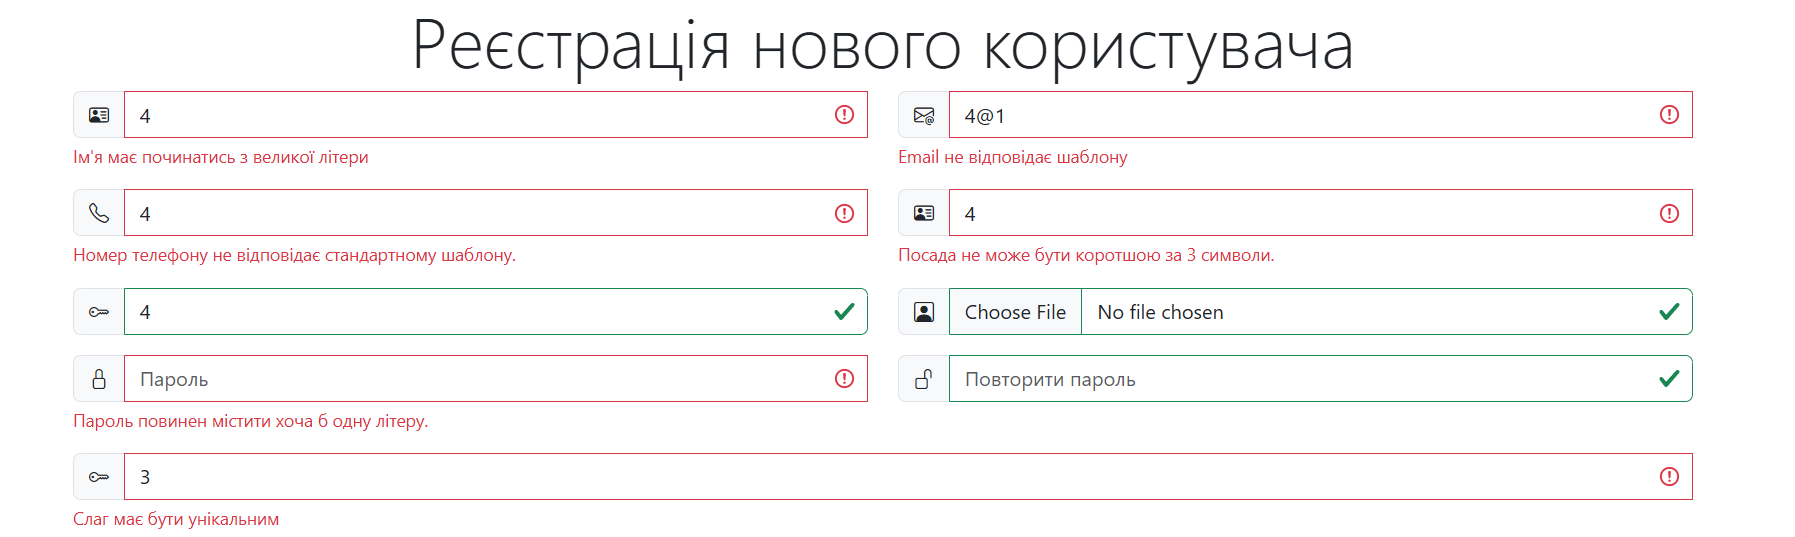 Реєстрація нового користувача
4
4@1
Ім'я має починатись з великої літери
Email не відповідає шаблону
4
4
Номер телефону не відповідає стандартному шаблону.
Посада не може бути коротшою за 3 символи.
4
Choose File No file chosen
Пароль
Повторити пароль
Пароль повинен містити хоча б одну літеру.
3
Слаг має бути унікальним